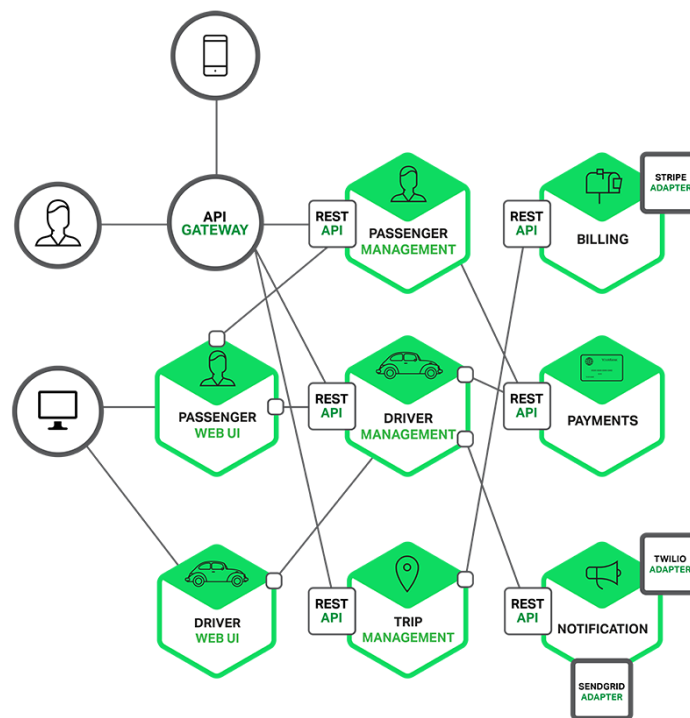 API
GATEWAY
REST
API
PASSENGER
MANAGEMENT
REST
API
BILLING
STRIPE
ADAPTER
PASSENGER
WEB UI
REST
API
DRIVER
MANAGEMENT
REST
API
PAYMENTS
DRIVER
WEB UI
REST
API
TRIP
MANAGEMENT
REST
API
NOTIFICATION
TWILIO
ADAPTER
SENDGRID
ADAPTER